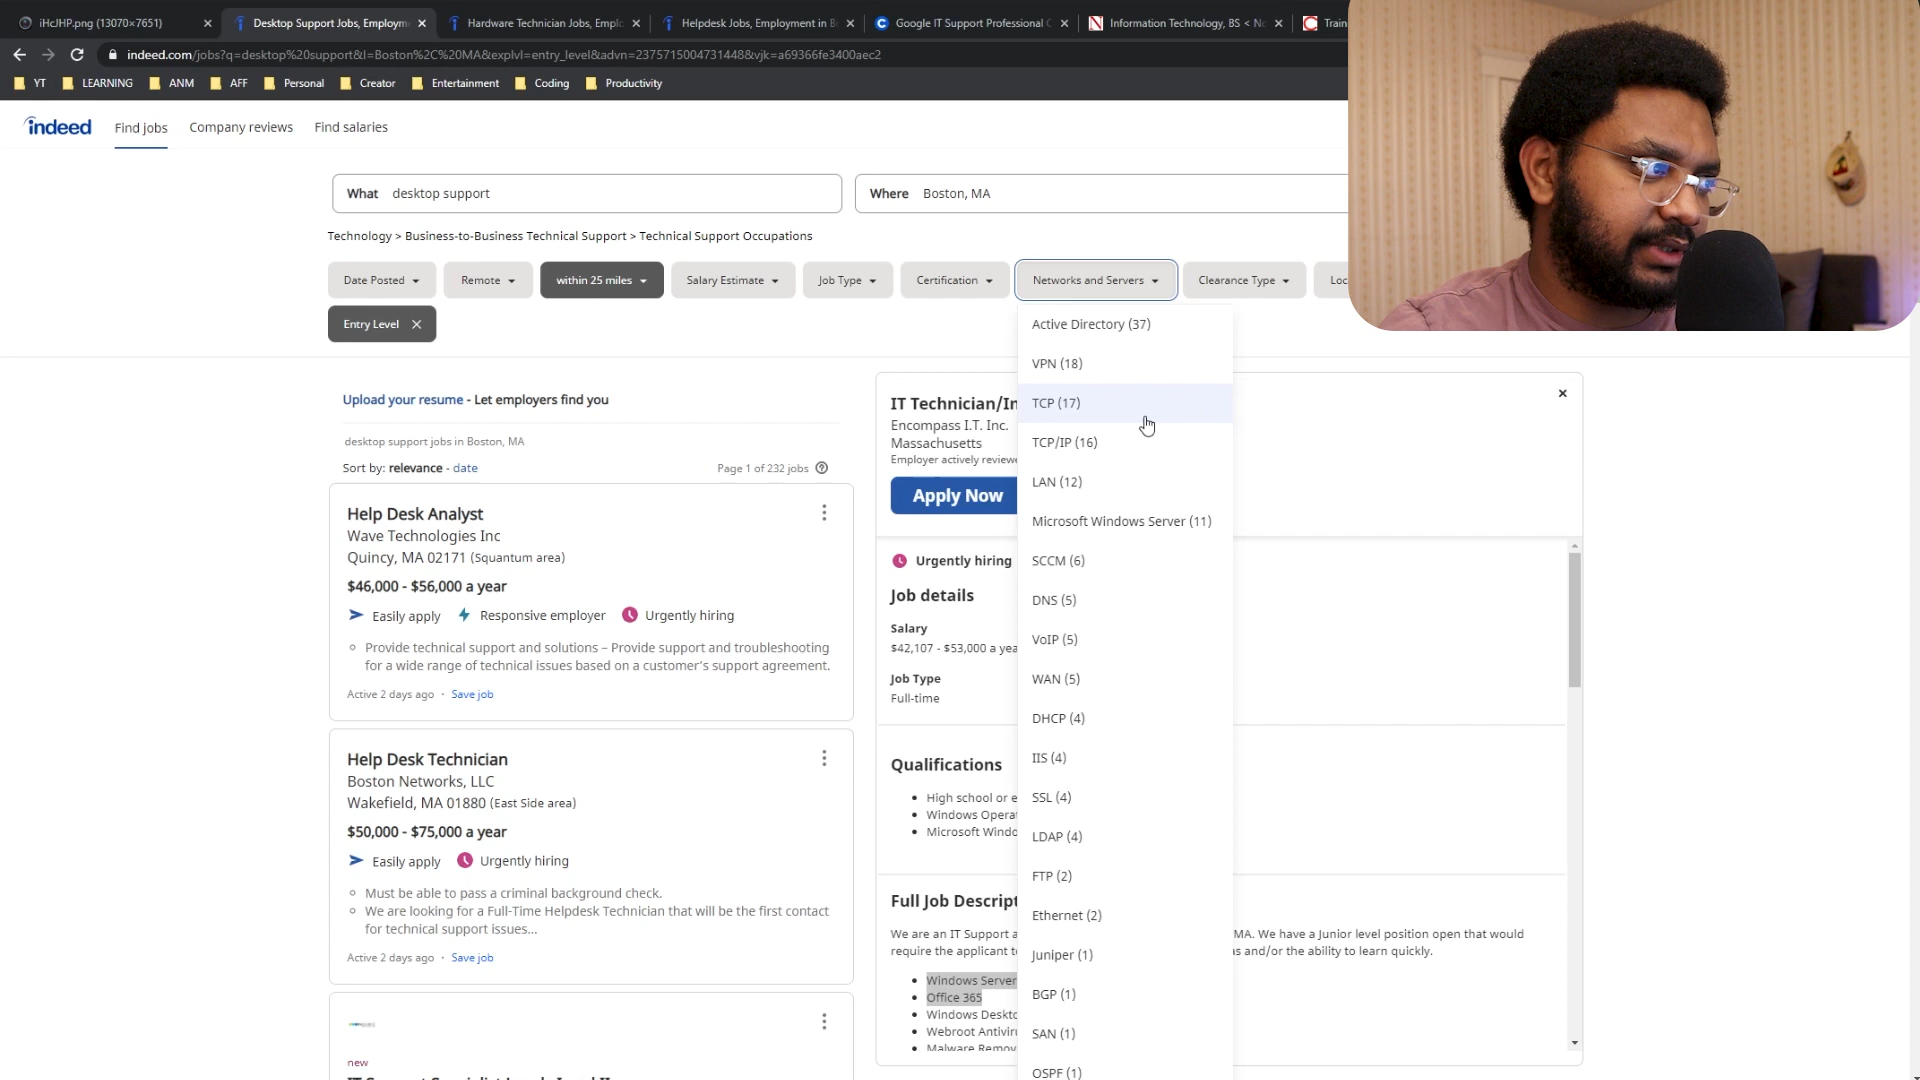 iHcJHP.png (13070×7651)
Desktop Support Jobs, Employm
Hardware Technician Jobs, Emplo
Helpdesk Jobs, Employment in B
Google IT Support Professional C
Information Technology, BS < No
Train
indeed.com/jobs?q=desktop%20support&l=Boston%2C%20MA&explvl=entry_level&advn=2375715004731448&vjk=a69366fe3400aec2
YT
LEARNING
ANM
AFF
Personal
Creator
Entertainment
Coding
Productivity
indeed
Find jobs
Company reviews
Find salaries
What desktop support
Where Boston, MA
Technology > Business-to-Business Technical Support > Technical Support Occupations
Date Posted
Remote
within 25 miles
Salary Estimate
Job Type
Certification
Networks and Servers
Clearance Type
Loc
Entry Level
Upload your resume - Let employers find you
desktop support jobs in Boston, MA
Sort by: relevance - date
Page 1 of 232 jobs
Help Desk Analyst
Wave Technologies Inc
Quincy, MA 02171 (Squantum area)
$46,000 - $56,000 a year
Easily apply
Responsive employer
Urgently hiring
Provide technical support and solutions – Provide support and troubleshooting
for a wide range of technical issues based on a customer's support agreement.
Active 2 days ago · Save job
Help Desk Technician
Boston Networks, LLC
Wakefield, MA 01880 (East Side area)
$50,000 - $75,000 a year
Easily apply
Urgently hiring
Must be able to pass a criminal background check.
We are looking for a Full-Time Helpdesk Technician that will be the first contact
for technical support issues...
Active 2 days ago · Save job
new
Active Directory (37)
VPN (18)
TCP (17)
TCP/IP (16)
LAN (12)
Microsoft Windows Server (11)
SCCM (6)
DNS (5)
VoIP (5)
WAN (5)
DHCP (4)
IIS (4)
SSL (4)
LDAP (4)
FTP (2)
Ethernet (2)
Juniper (1)
BGP (1)
SAN (1)
OSPF (1)
IT Technician/In
Encompass I.T. Inc.
Massachusetts
Employer actively reviewe
Apply Now
Urgently hiring
Job details
Salary
$42,107 - $53,000 a yea
Job Type
Full-time
Qualifications
High school or e
Windows Opera
Microsoft Windo
Full Job Descript
We are an IT Support a
MA. We have a Junior level position open that would
require the applicant t
as and/or the ability to learn quickly.
Windows Server
Office 365
Windows Deskto
Webroot Antiviru
Malware Remov